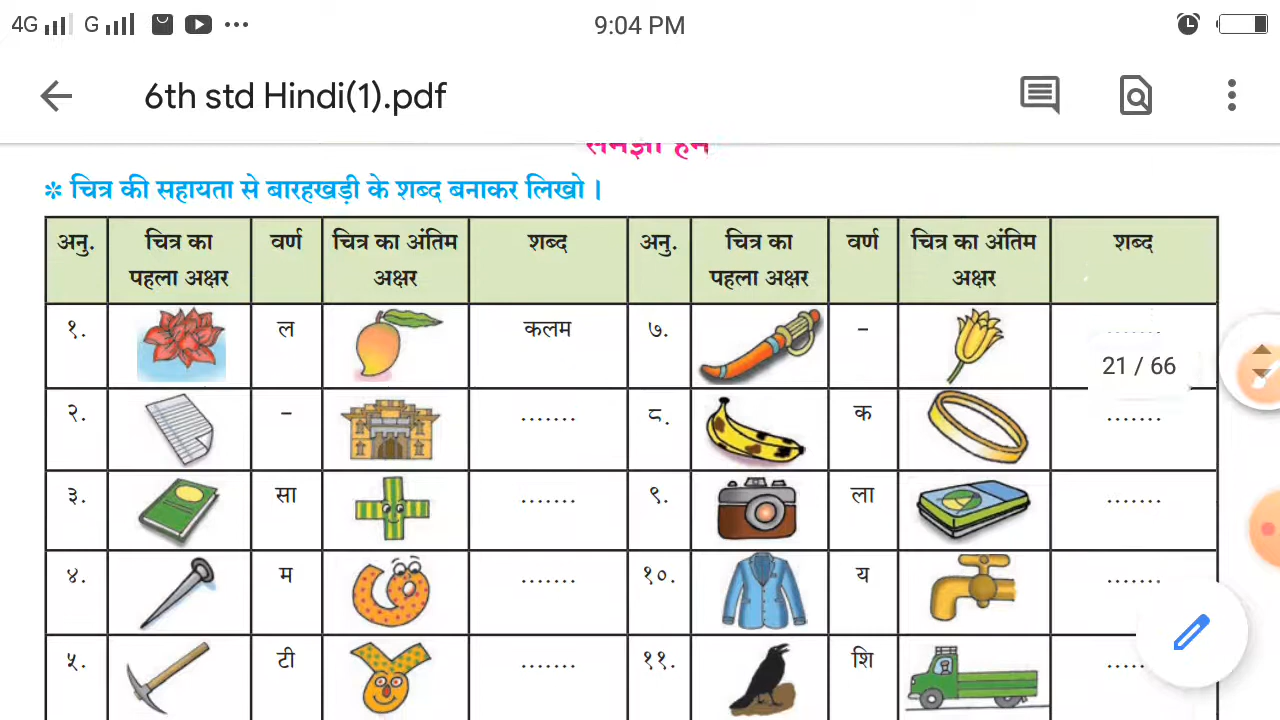 4G G ••• 9:04 PM
6th std Hindi(1).pdf
समझो हमें
* चित्र की सहायता से बारहखड़ी के शब्द बनाकर लिखो ।
अनु. चित्र का पहला अक्षर वर्ण चित्र का अंतिम अक्षर शब्द अनु. चित्र का पहला अक्षर वर्ण चित्र का अंतिम अक्षर शब्द
१. ल कलम ७. – .......
21 / 66
२. – ....... ८. क .......
३. सा ....... ९. ला .......
४. म ....... १०. य .......
५. टी ....... ११. शि .....